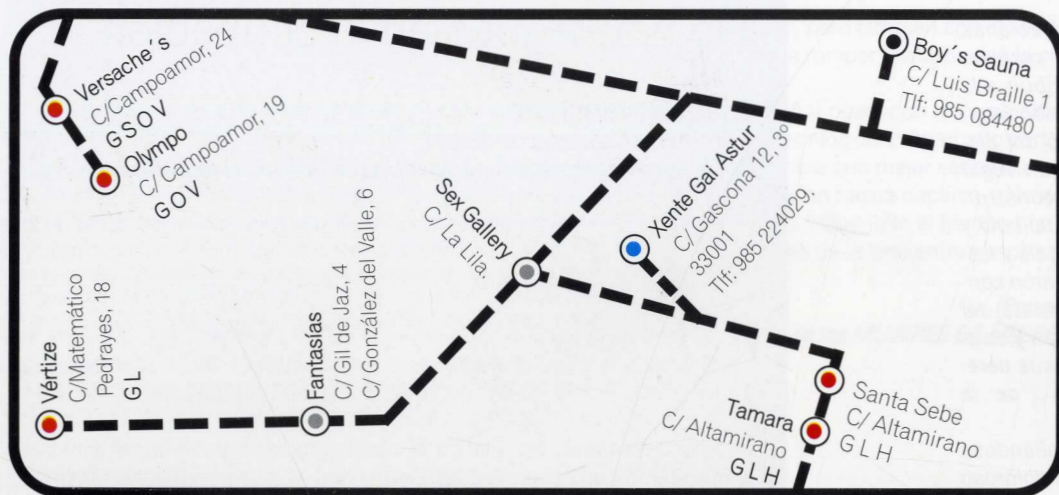 Versaché's
C/Campoamor, 24
G S O V
Olympo
C/ Campoamor, 19
G O V
Boy's Sauna
C/ Luis Braille 1
Tlf: 985 084480
Sex Gallery
C/ La Lila.
Xente Gai Astur
C/ Gascona 12, 3º
33001
Tlf: 985 224029.
Vértize
C/Matemático
Pedrayes, 18
G L
Fantasías
C/ Gil de Jaz, 4
C/ González del Valle, 6
Tamara
C/ Altamirano
G L H
Santa Sebe
C/ Altamirano
G L H